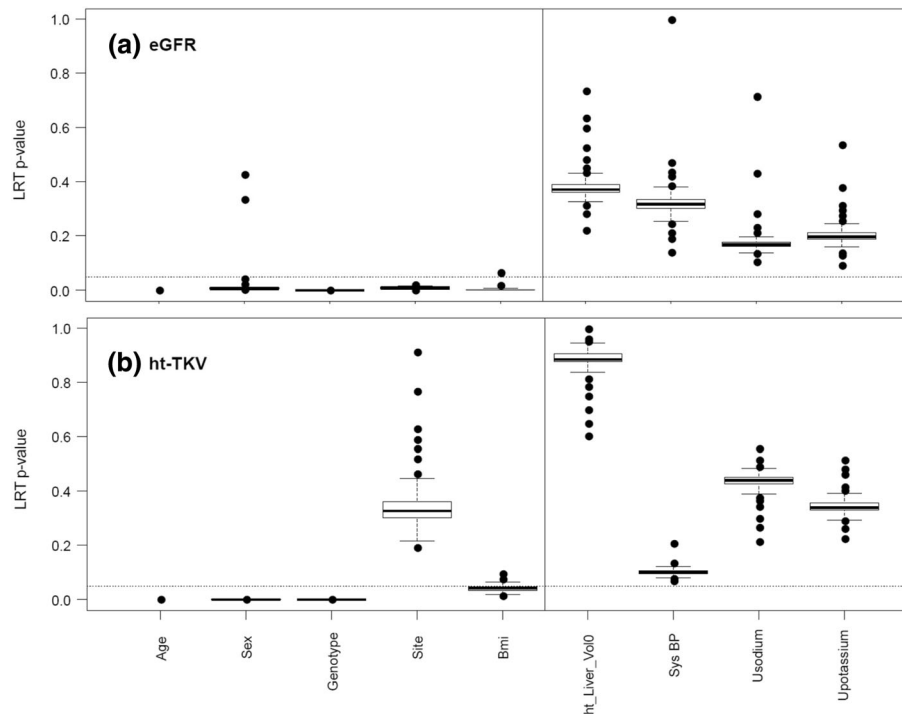 (a) eGFR
LRT p-value
1.0
0.8
0.6
0.4
0.2
0.0
(b) ht-TKV
LRT p-value
1.0
0.8
0.6
0.4
0.2
0.0
Age
Sex
Genotype
Site
Bmi
ht_Liver_Vol0
Sys BP
Usodium
Upotassium